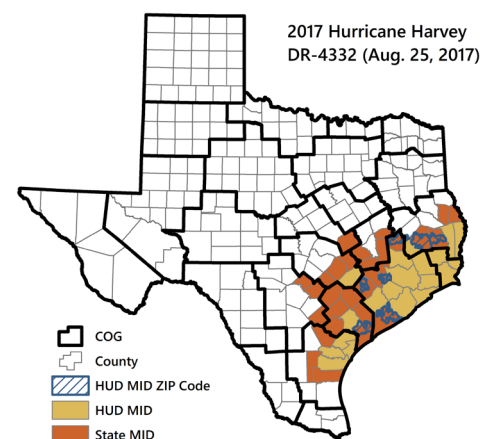 2017 Hurricane Harvey
DR-4332 (Aug. 25, 2017)
COG
County
HUD MID ZIP Code
HUD MID
State MID